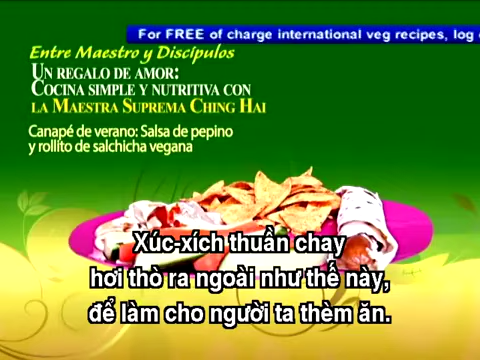 For FREE of charge international veg recipes, log
Entre Maestro y Discípulos
UN REGALO DE AMOR:
COCINA SIMPLE Y NUTRITIVA CON
LA MAESTRA SUPREMA CHING HAI
Canapé de verano: Salsa de pepino
y rollito de salchicha vegana
Xúc-xích thuần chay
hơi thò ra ngoài như thế này,
để làm cho người ta thèm ăn.